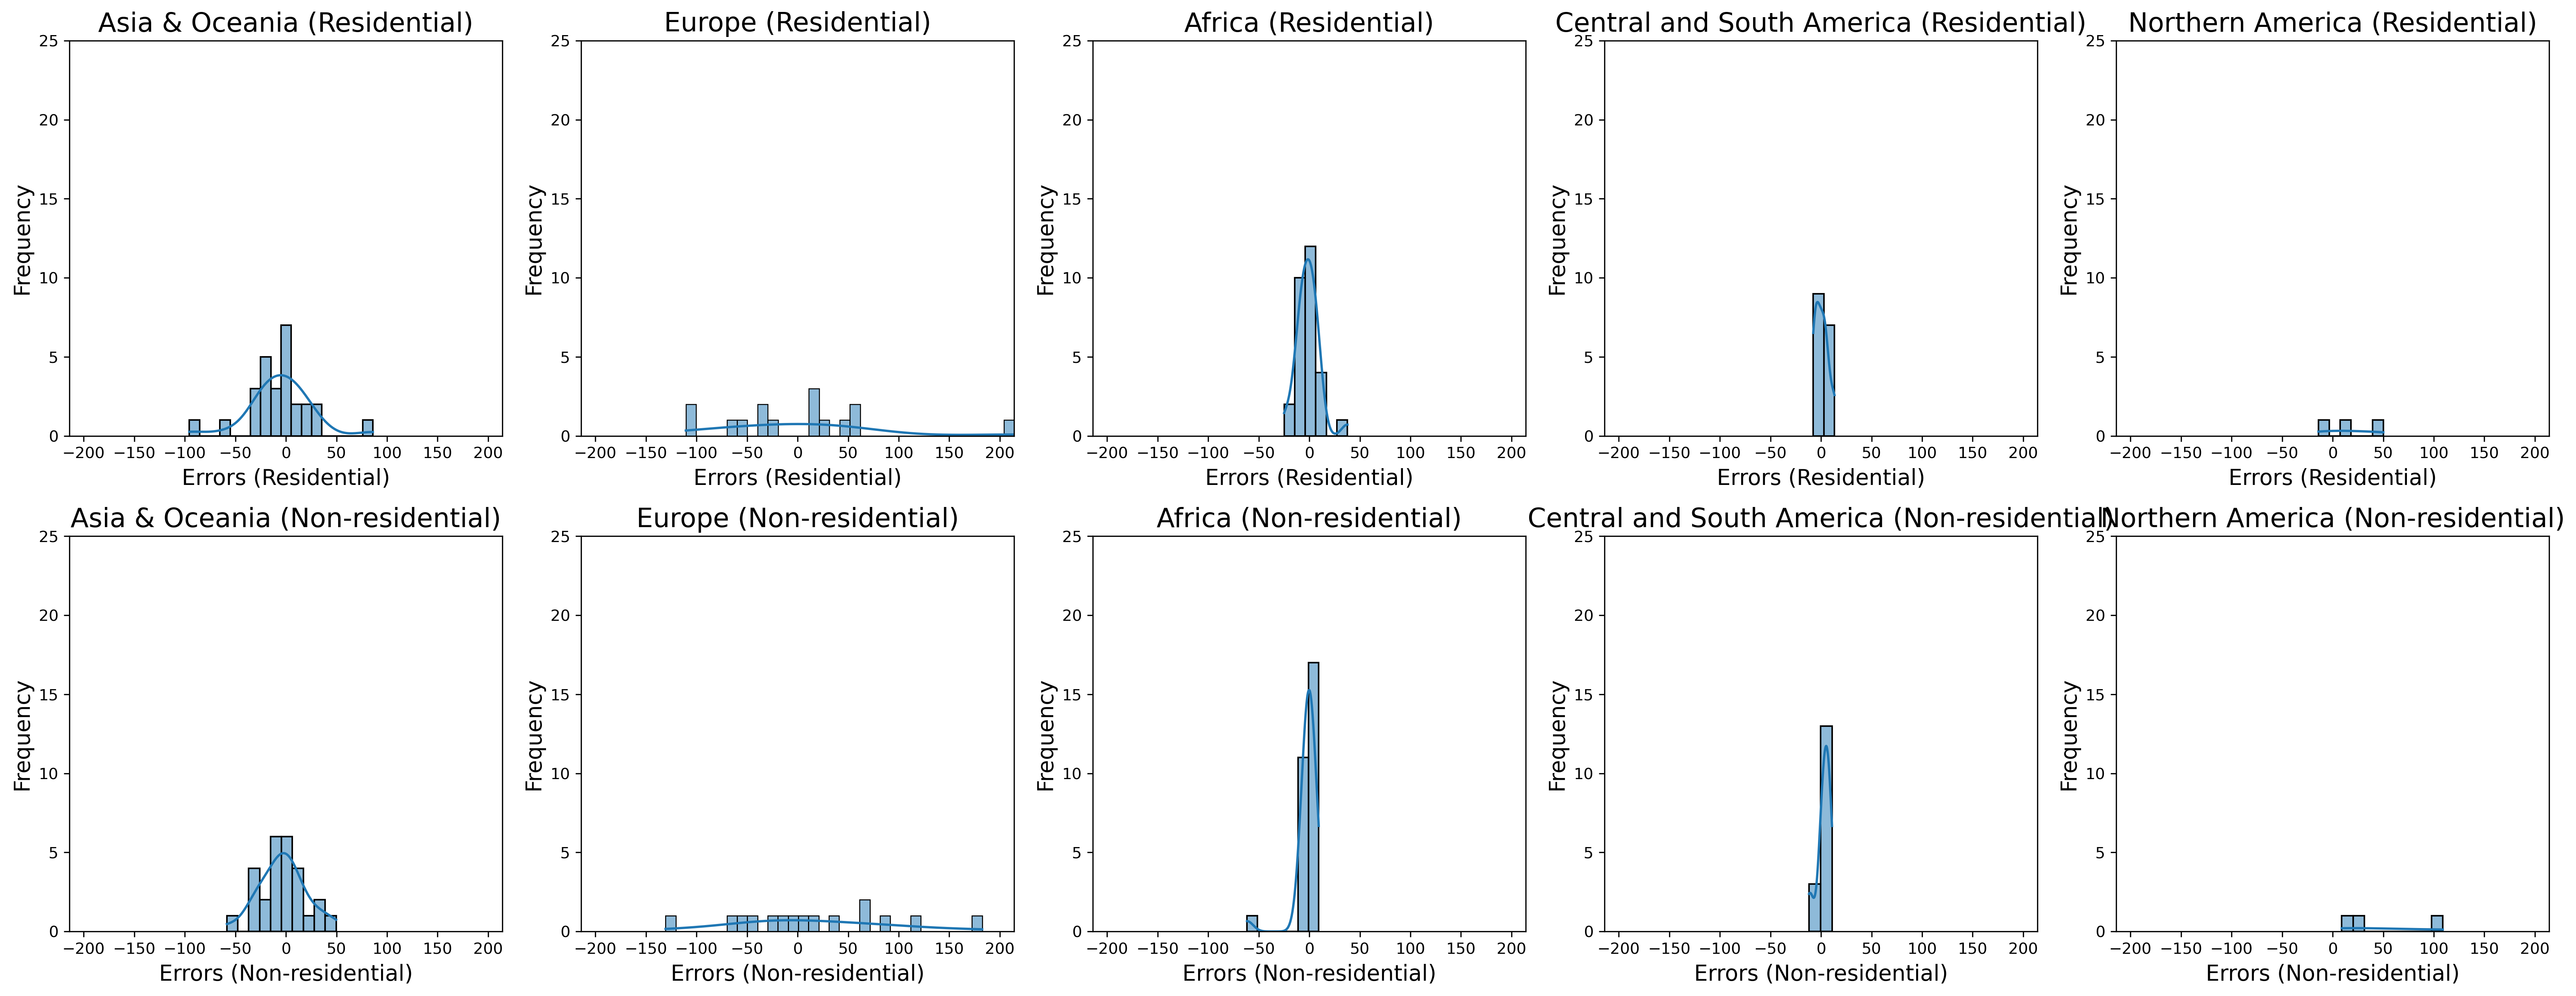 Asia & Oceania (Residential)
25
20
15
10
5
0
Frequency
−200 −150 −100 −50 0 50 100 150 200
Errors (Residential)
Europe (Residential)
25
20
15
10
5
0
Frequency
−200 −150 −100 −50 0 50 100 150 200
Errors (Residential)
Africa (Residential)
25
20
15
10
5
0
Frequency
−200 −150 −100 −50 0 50 100 150 200
Errors (Residential)
Central and South America (Residential)
25
20
15
10
5
0
Frequency
−200 −150 −100 −50 0 50 100 150 200
Errors (Residential)
Northern America (Residential)
25
20
15
10
5
0
Frequency
−200 −150 −100 −50 0 50 100 150 200
Errors (Residential)
Asia & Oceania (Non-residential)
25
20
15
10
5
0
Frequency
−200 −150 −100 −50 0 50 100 150 200
Errors (Non-residential)
Europe (Non-residential)
25
20
15
10
5
0
Frequency
−200 −150 −100 −50 0 50 100 150 200
Errors (Non-residential)
Africa (Non-residential)
25
20
15
10
5
0
Frequency
−200 −150 −100 −50 0 50 100 150 200
Errors (Non-residential)
Central and South America (Non-residential)
25
20
15
10
5
0
Frequency
−200 −150 −100 −50 0 50 100 150 200
Errors (Non-residential)
Northern America (Non-residential)
25
20
15
10
5
0
Frequency
−200 −150 −100 −50 0 50 100 150 200
Errors (Non-residential)